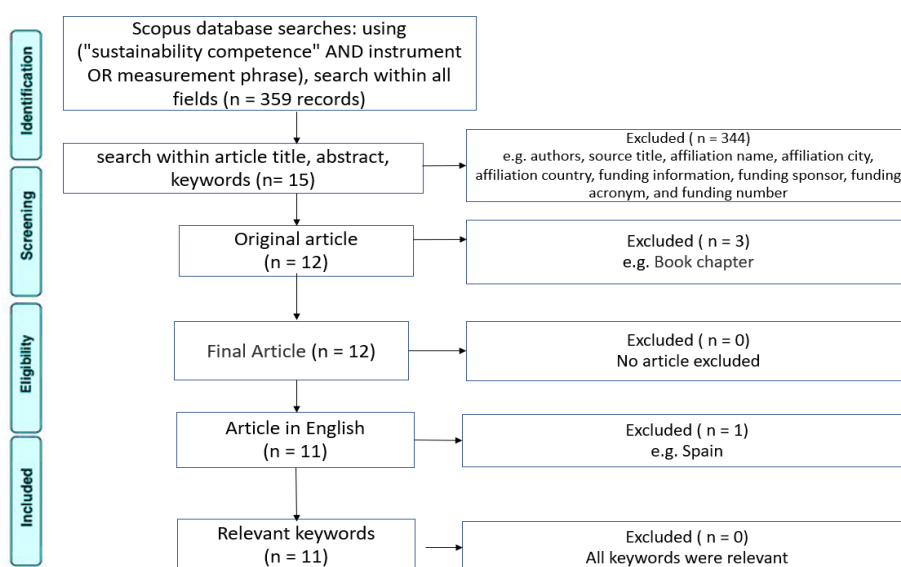 Scopus database searches: using
("sustainability competence" AND instrument
OR measurement phrase), search within all
fields (n = 359 records)
Identification
search within article title, abstract,
keywords (n= 15)
Excluded ( n = 344)
e.g. authors, source title, affiliation name, affiliation city,
affiliation country, funding information, funding sponsor, funding
acronym, and funding number
Screening
Original article
(n = 12)
Excluded ( n = 3)
e.g. Book chapter
Eligibility
Final Article (n = 12)
Excluded ( n = 0)
No article excluded
Article in English
(n = 11)
Excluded ( n = 1)
e.g. Spain
Included
Relevant keywords
(n = 11)
Excluded ( n = 0)
All keywords were relevant